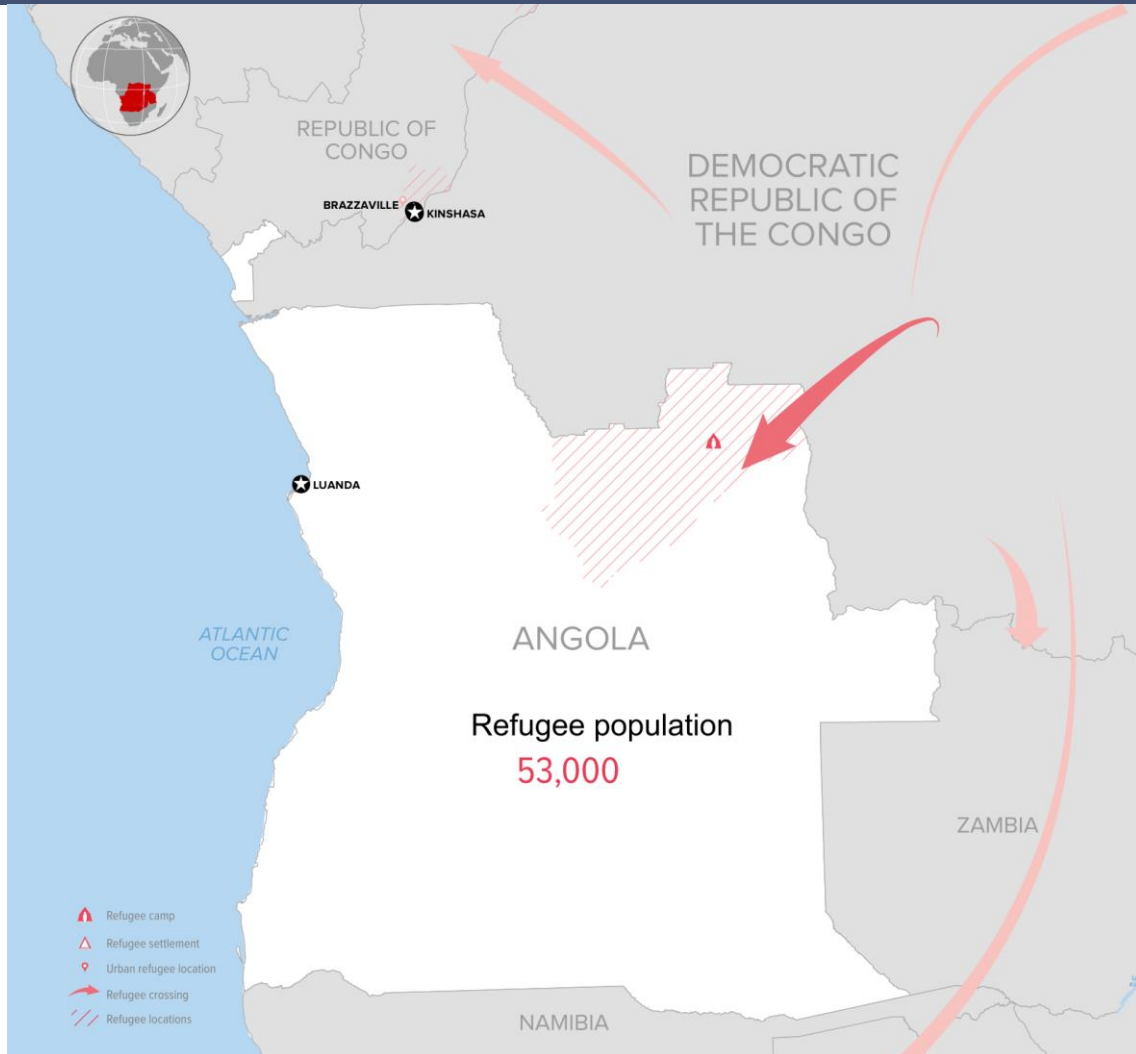 REPUBLIC OF
CONGO
DEMOCRATIC
REPUBLIC OF
THE CONGO
BRAZZAVILLE
KINSHASA
LUANDA
ATLANTIC
OCEAN
ANGOLA
Refugee population
53,000
ZAMBIA
Refugee camp
Refugee settlement
Urban refugee location
Refugee crossing
Refugee locations
NAMIBIA